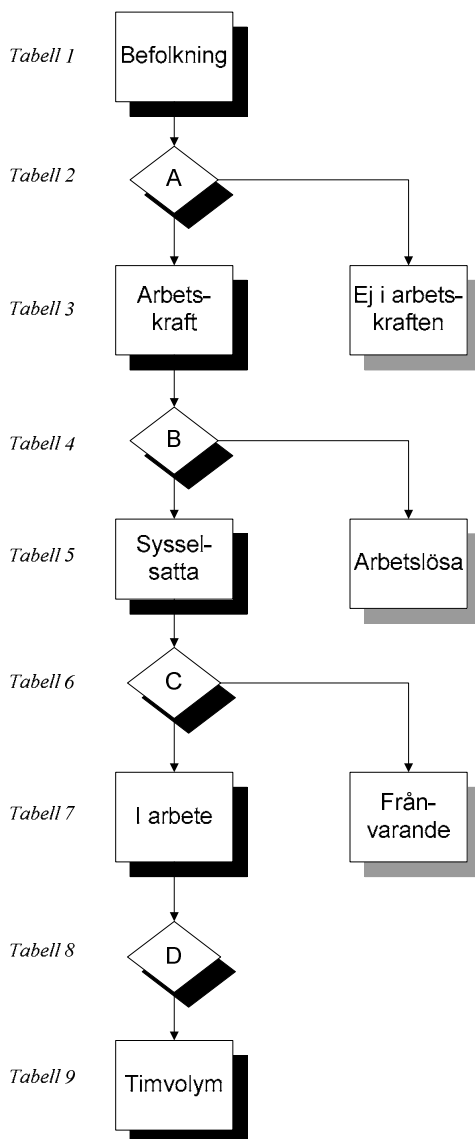 Tabell 1
Befolkning
Tabell 2
A
Tabell 3
Arbets-
kraft
Ej i arbets-
kraften
Tabell 4
B
Tabell 5
Syssel-
satta
Arbetslösa
Tabell 6
C
Tabell 7
I arbete
Från-
varande
Tabell 8
D
Tabell 9
Timvolym